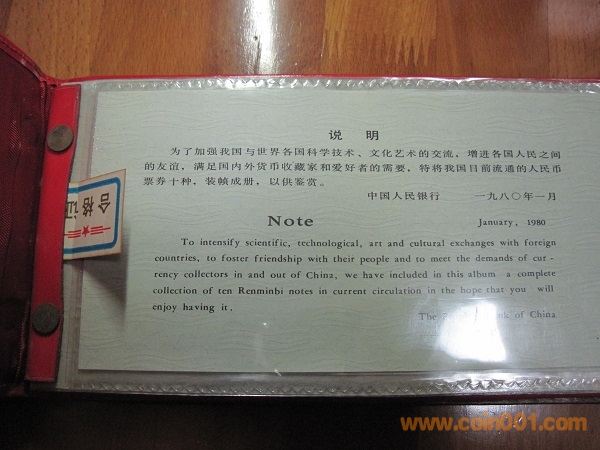 说 明
为了加强我国与世界各国科学技术、文化艺术的交流，增进各国人民之间
的友谊，满足国内外货币收藏家和爱好者的需要，特将我国目前流通的人民币
票券十种，装帧成册，以供鉴赏。
中国人民银行 一九八〇年一月
Note
January, 1980
To intensify scientific, technological, art and cultural exchanges with foreign
countries, to foster friendship with their people and to meet the demands of cur-
rency collectors in and out of China, we have included in this album a complete
collection of ten Renminbi notes in current circulation in the hope that you will
enjoy having it.
The of China
合格证
www.coin001.com